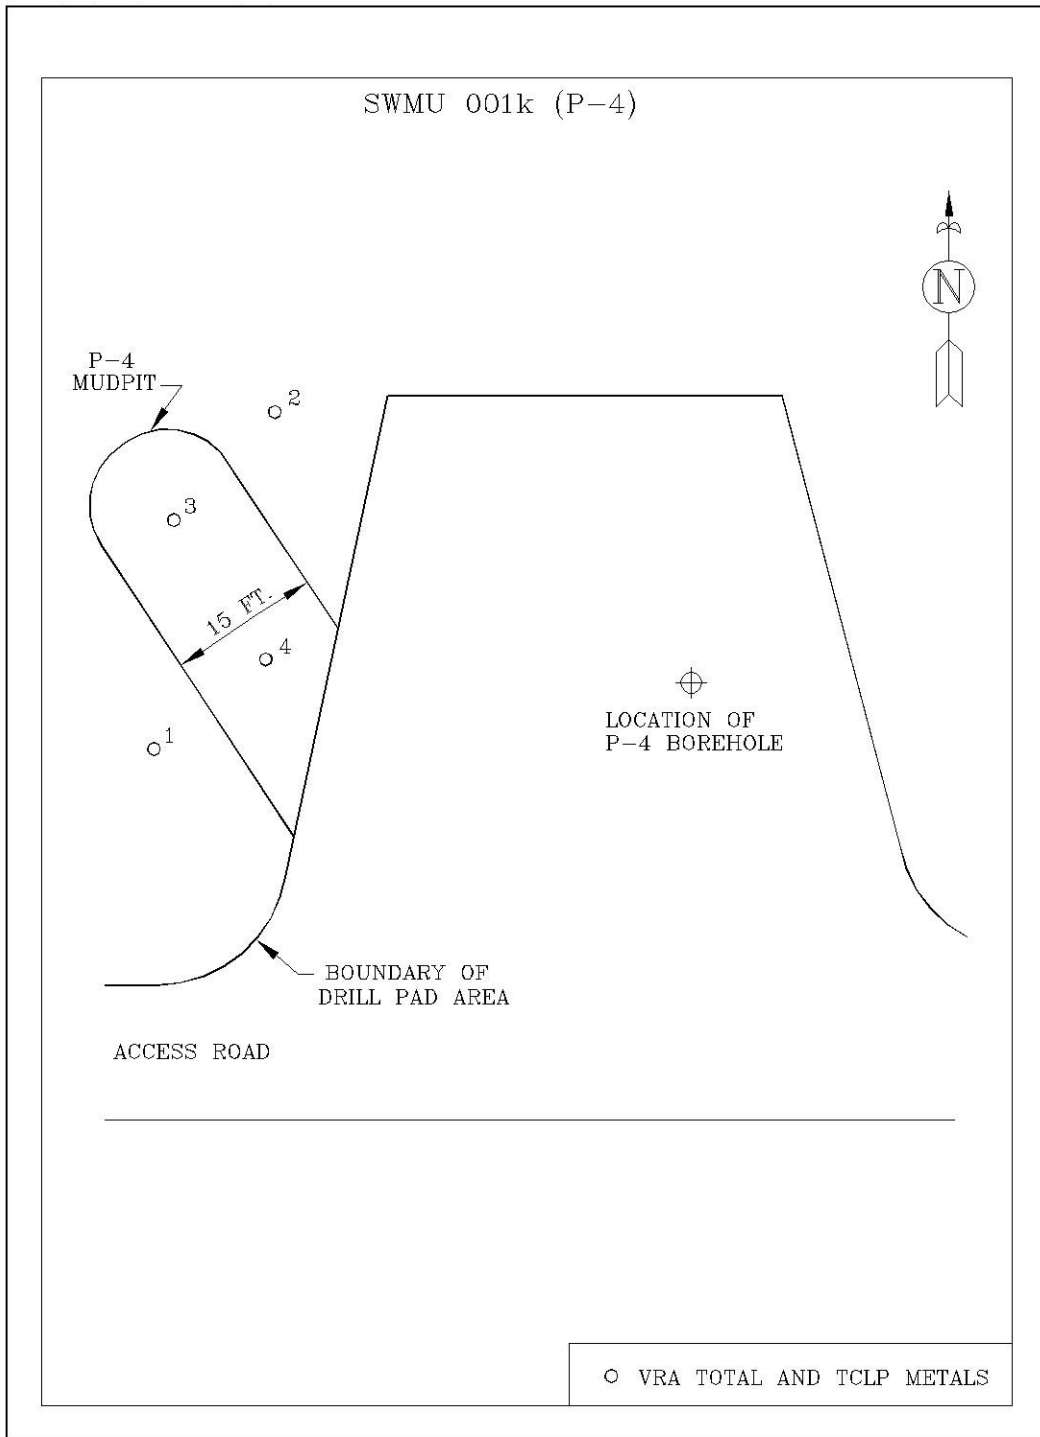 SWMU 001k (P-4)
N
P-4
MUDPIT
2
3
15 FT.
4
1
LOCATION OF
P-4 BOREHOLE
BOUNDARY OF
DRILL PAD AREA
ACCESS ROAD
VRA TOTAL AND TCLP METALS